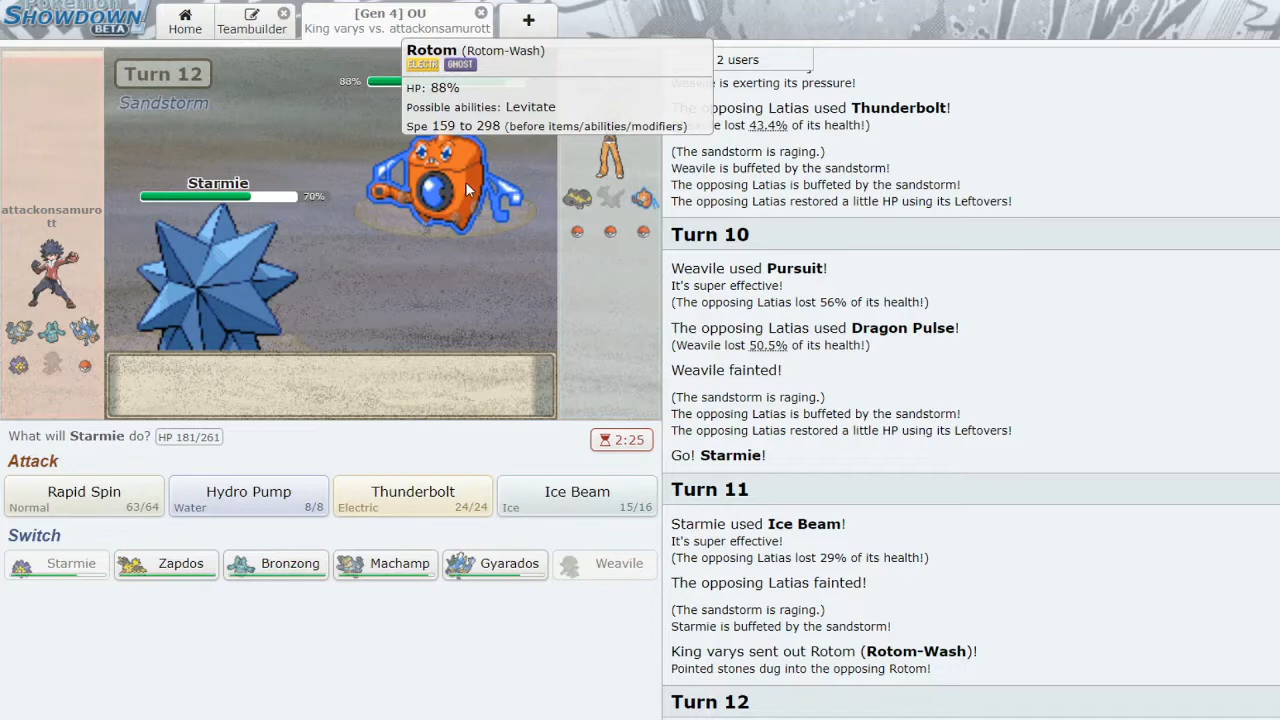 Pokémon
SHOWDOWN
BETA
Home
Teambuilder
[Gen 4] OU
King varys vs. attackonsamurott
+
Rotom (Rotom-Wash)
ELECTR GHOST
HP: 88%
Possible abilities: Levitate
Spe 159 to 298 (before items/abilities/modifiers)
2 users
Turn 12
Sandstorm
88%
Starmie
70%
attackonsamuro
tt
What will Starmie do? HP 181/261
2:25
Attack
Rapid Spin
Normal 63/64
Hydro Pump
Water 8/8
Thunderbolt
Electric 24/24
Ice Beam
Ice 15/16
Switch
Starmie
Zapdos
Bronzong
Machamp
Gyarados
Weavile
is exerting its pressure!
The opposing Latias used Thunderbolt!
lost 43.4% of its health!)
(The sandstorm is raging.)
Weavile is buffeted by the sandstorm!
The opposing Latias is buffeted by the sandstorm!
The opposing Latias restored a little HP using its Leftovers!
Turn 10
Weavile used Pursuit!
It's super effective!
(The opposing Latias lost 56% of its health!)
The opposing Latias used Dragon Pulse!
(Weavile lost 50.5% of its health!)
Weavile fainted!
(The sandstorm is raging.)
The opposing Latias is buffeted by the sandstorm!
The opposing Latias restored a little HP using its Leftovers!
Go! Starmie!
Turn 11
Starmie used Ice Beam!
It's super effective!
(The opposing Latias lost 29% of its health!)
The opposing Latias fainted!
(The sandstorm is raging.)
Starmie is buffeted by the sandstorm!
King varys sent out Rotom (Rotom-Wash)!
Pointed stones dug into the opposing Rotom!
Turn 12